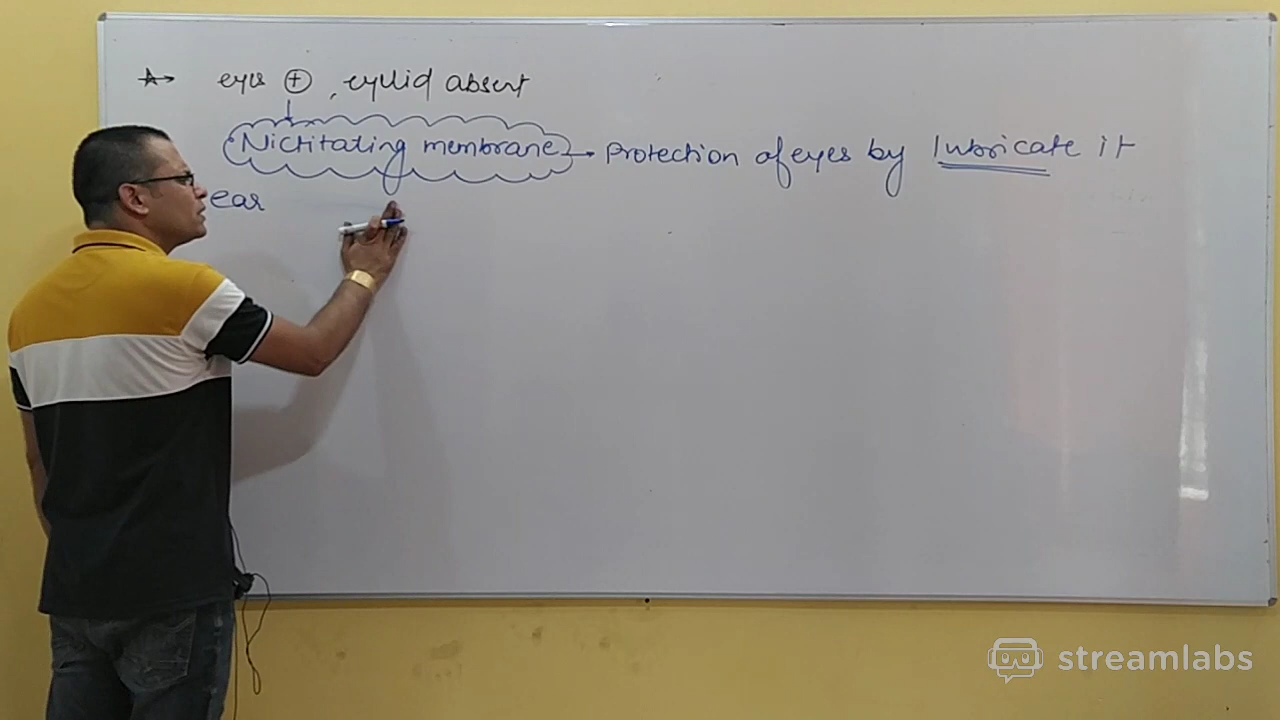 ★→ eyes ⊕ , eyelid absent
Nictitating membrane → Protection of eyes by lubricate it
ear
streamlabs